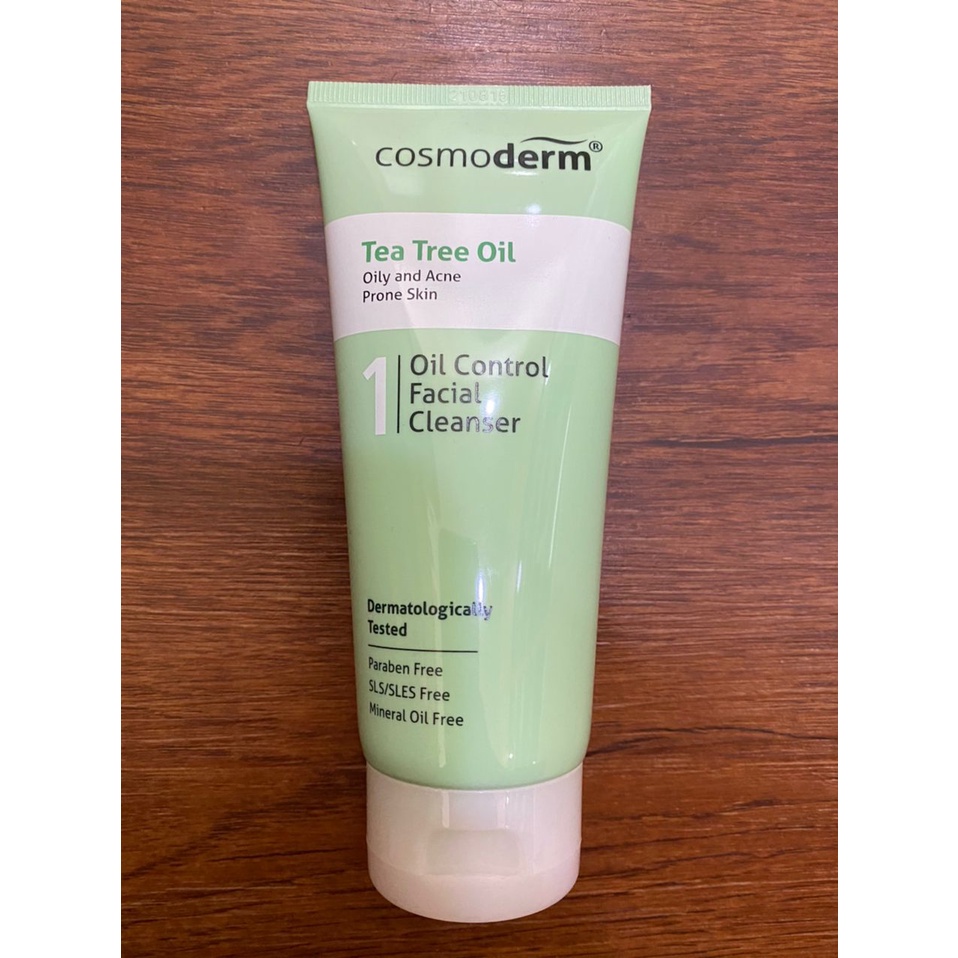 cosmoderm®
Tea Tree Oil
Oily and Acne
Prone Skin
1
Oil Control
Facial
Cleanser
Dermatologically
Tested
Paraben Free
SLS/SLES Free
Mineral Oil Free